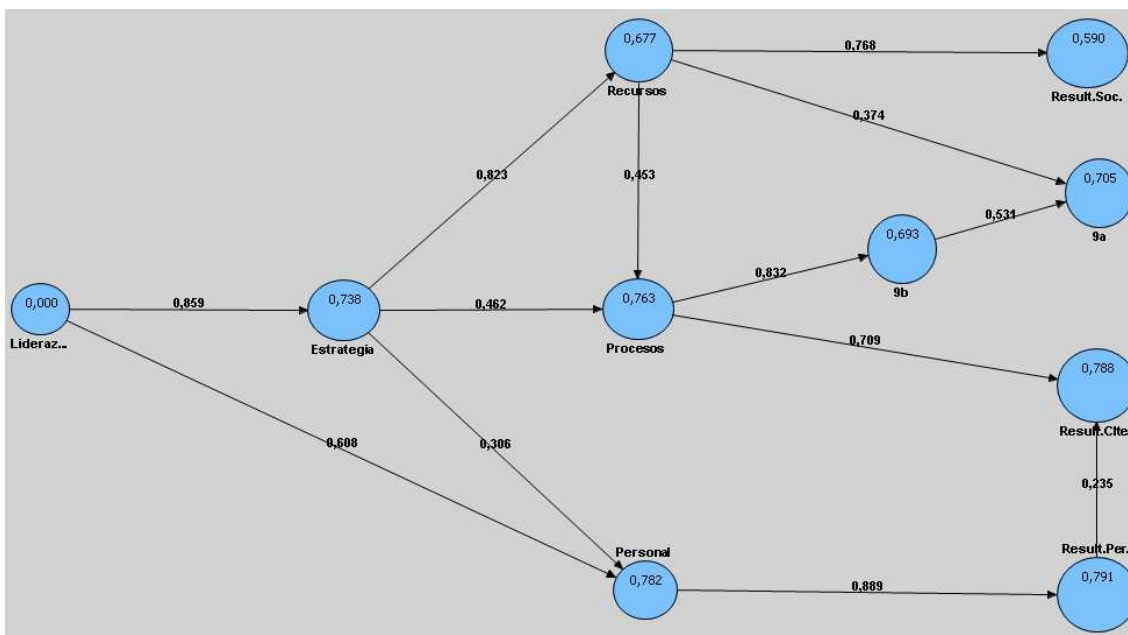 0,677
Recursos
0,768
0,590
Result.Soc.
0,374
0,823
0,453
0,705
9a
0,531
0,693
9b
0,832
0,000
Lideraz...
0,859
0,738
Estrategia
0,462
0,763
Procesos
0,709
0,788
Result.Clte.
0,608
0,306
0,235
Personal
0,782
0,889
Result.Per.
0,791